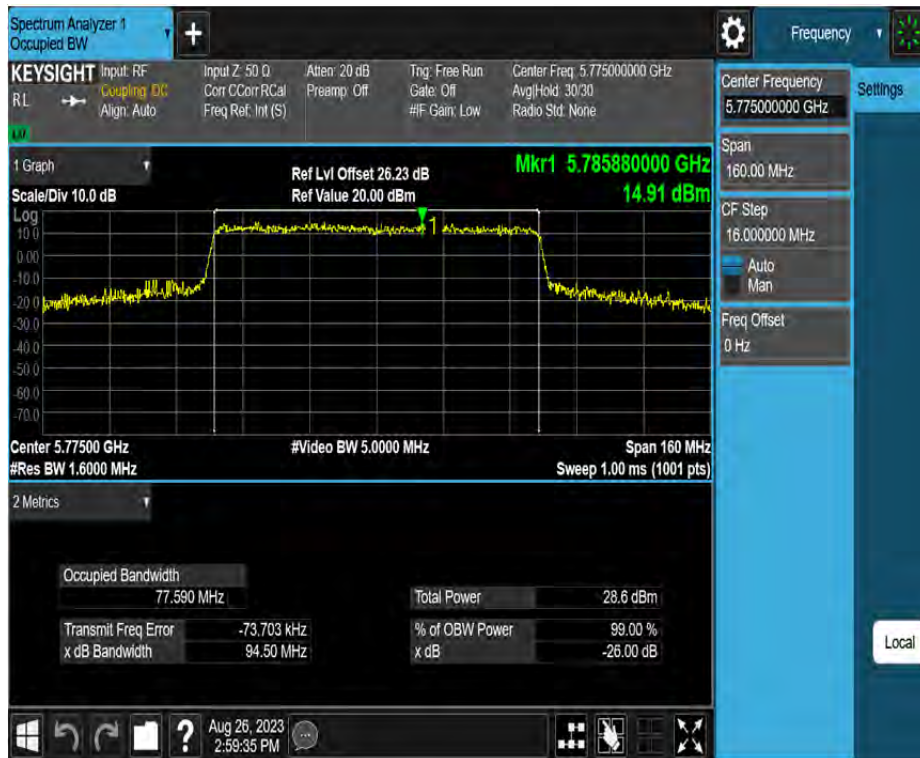 Spectrum Analyzer 1
Occupied BW
+
Frequency
KEYSIGHT
RL
Input: RF
Coupling: DC
Align: Auto
Input Z: 50 Ω
Corr CCorr RCal
Freq Ref: Int (S)
Atten: 20 dB
Preamp: Off
Trig: Free Run
Gate: Off
#IF Gain: Low
Center Freq: 5.775000000 GHz
Avg|Hold: 30/30
Radio Std: None
Center Frequency
5.775000000 GHz
Settings
Span
160.00 MHz
CF Step
16.000000 MHz
Auto
Man
Freq Offset
0 Hz
1 Graph
Scale/Div 10.0 dB
Ref Lvl Offset 26.23 dB
Ref Value 20.00 dBm
Mkr1 5.785880000 GHz
14.91 dBm
Log
10.0
0.00
-10.0
-20.0
-30.0
-40.0
-50.0
-60.0
-70.0
1
Center 5.77500 GHz
#Video BW 5.0000 MHz
Span 160 MHz
#Res BW 1.6000 MHz
Sweep 1.00 ms (1001 pts)
2 Metrics
Occupied Bandwidth
77.590 MHz
Total Power 28.6 dBm
Transmit Freq Error -73.703 kHz
% of OBW Power 99.00 %
x dB Bandwidth 94.50 MHz
x dB -26.00 dB
Local
?
Aug 26, 2023
2:59:35 PM